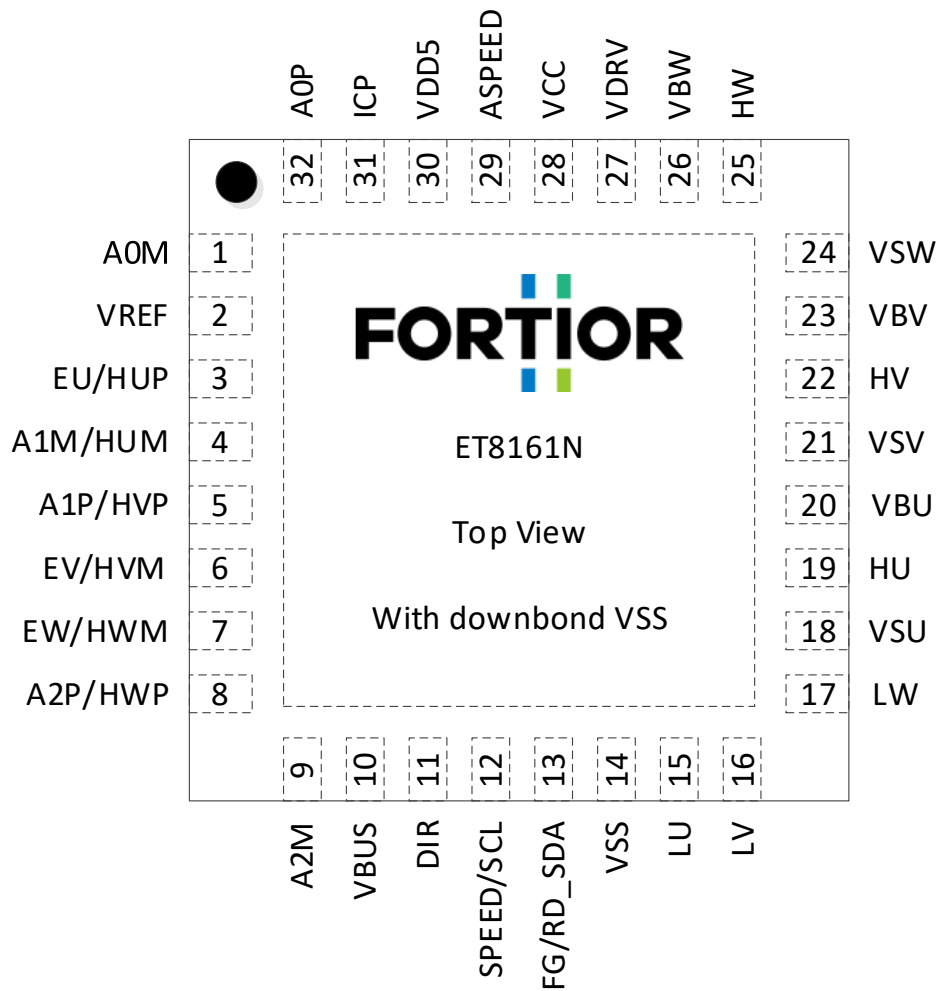 A0P
ICP
VDD5
ASPEED
VCC
VDRV
VBW
HW
32
31
30
29
28
27
26
25
A0M 1
VREF 2
EU/HUP 3
A1M/HUM 4
A1P/HVP 5
EV/HVM 6
EW/HWM 7
A2P/HWP 8
FORTIOR
ET8161N
Top View
With downbond VSS
24 VSW
23 VBV
22 HV
21 VSV
20 VBU
19 HU
18 VSU
17 LW
9
10
11
12
13
14
15
16
A2M
VBUS
DIR
SPEED/SCL
FG/RD_SDA
VSS
LU
LV